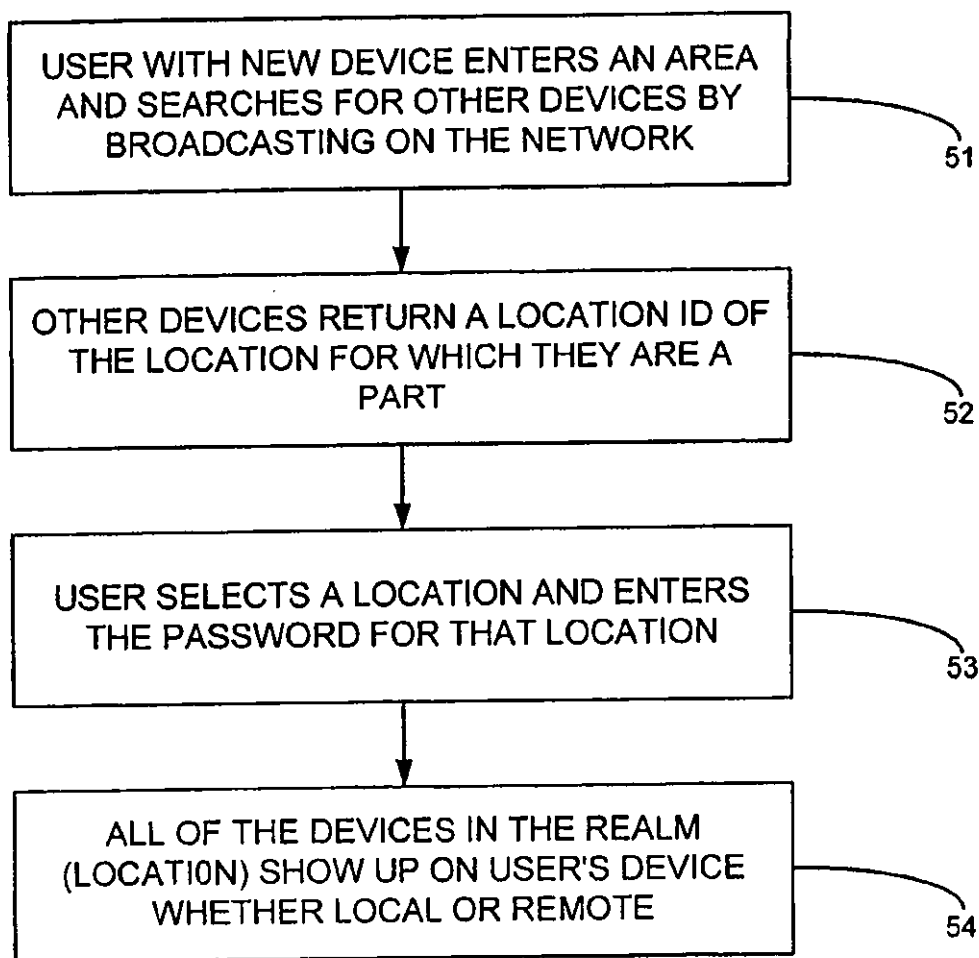 USER WITH NEW DEVICE ENTERS AN AREA
AND SEARCHES FOR OTHER DEVICES BY
BROADCASTING ON THE NETWORK
51
OTHER DEVICES RETURN A LOCATION ID OF
THE LOCATION FOR WHICH THEY ARE A
PART
52
USER SELECTS A LOCATION AND ENTERS
THE PASSWORD FOR THAT LOCATION
53
ALL OF THE DEVICES IN THE REALM
(LOCATI0N) SHOW UP ON USER'S DEVICE
WHETHER LOCAL OR REMOTE
54